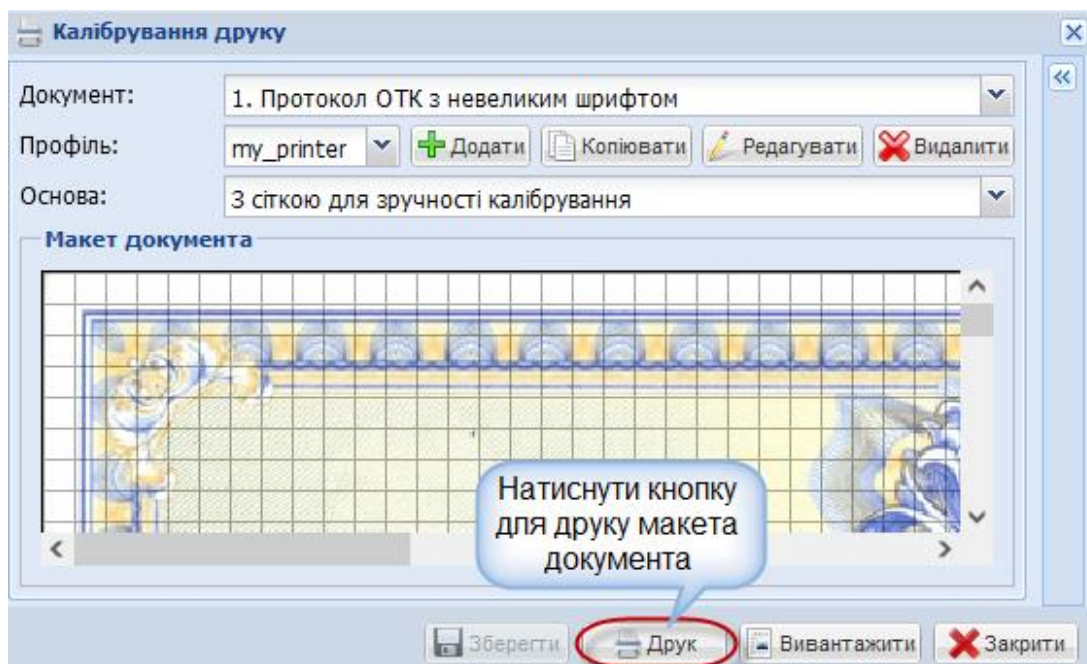 Калібрування друку
Документ: 1. Протокол ОТК з невеликим шрифтом
Профіль: my_printer Додати Копіювати Редагувати Видалити
Основа: З сіткою для зручності калібрування
Макет документа
Натиснути кнопку
для друку макета
документа
Зберегти Друк Вивантажити Закрити